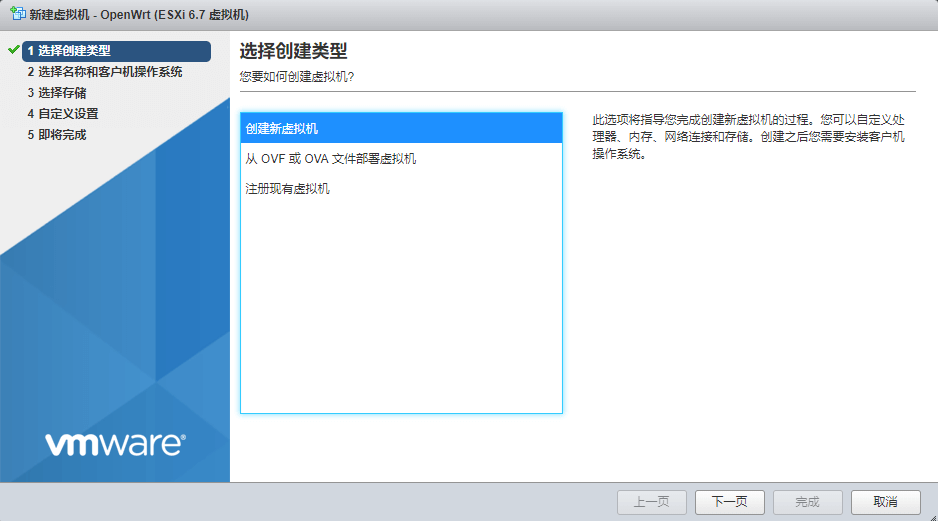 新建虚拟机 - OpenWrt (ESXi 6.7 虚拟机)
1 选择创建类型
2 选择名称和客户机操作系统
3 选择存储
4 自定义设置
5 即将完成
vmware®
选择创建类型
您要如何创建虚拟机?
创建新虚拟机
从 OVF 或 OVA 文件部署虚拟机
注册现有虚拟机
此选项将指导您完成创建新虚拟机的过程。您可以自定义处
理器、内存、网络连接和存储。创建之后您需要安装客户机
操作系统。
上一页
下一页
完成
取消